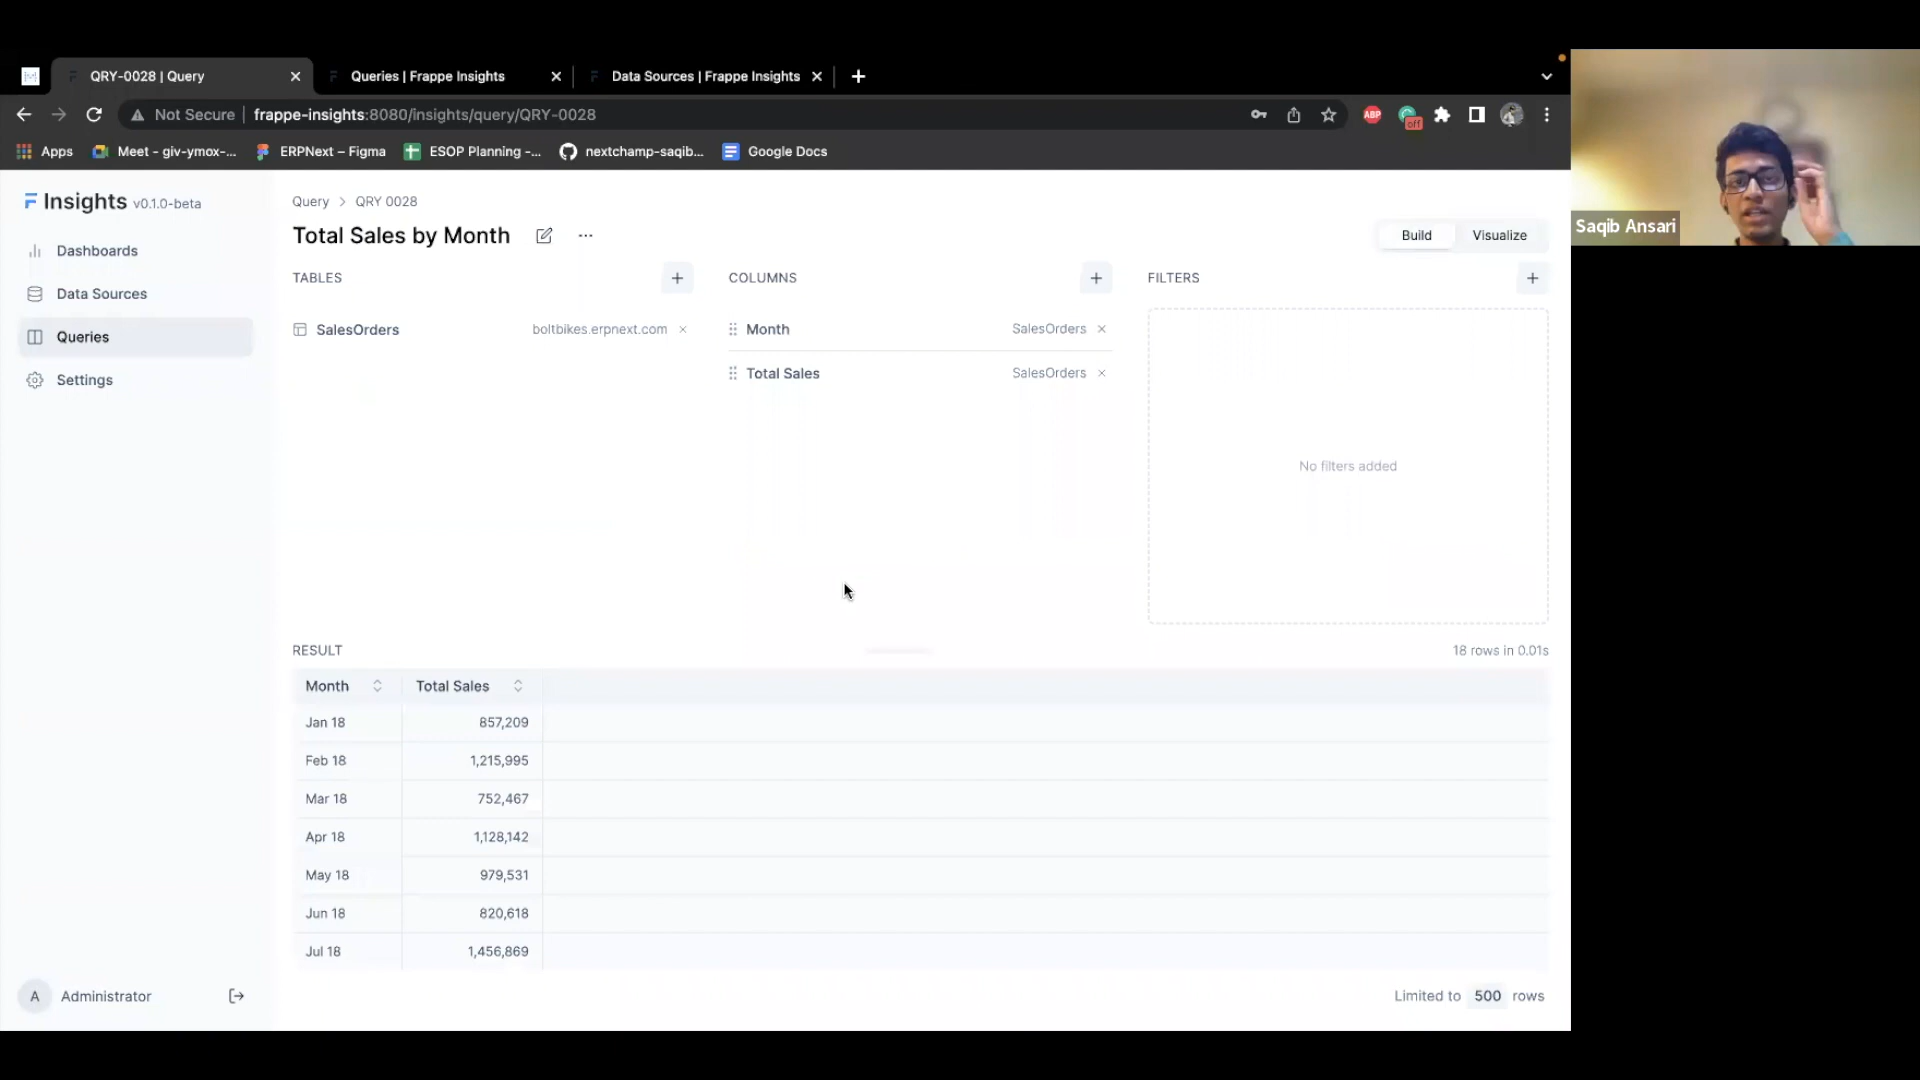 QRY-0028 | Query
Queries | Frappe Insights
Data Sources | Frappe Insights
Not Secure
frappe-insights:8080/insights/query/QRY-0028
ABP
off
Apps
Meet - giv-ymox-...
ERPNext – Figma
ESOP Planning -...
nextchamp-saqib...
Google Docs
Saqib Ansari
Insights v0.1.0-beta
Dashboards
Data Sources
Queries
Settings
Query > QRY 0028
Total Sales by Month
Build
Visualize
TABLES
SalesOrders boltbikes.erpnext.com
COLUMNS
Month SalesOrders
Total Sales SalesOrders
FILTERS
No filters added
RESULT
18 rows in 0.01s
Month Total Sales
Jan 18 857,209
Feb 18 1,215,995
Mar 18 752,467
Apr 18 1,128,142
May 18 979,531
Jun 18 820,618
Jul 18 1,456,869
A Administrator
Limited to 500 rows